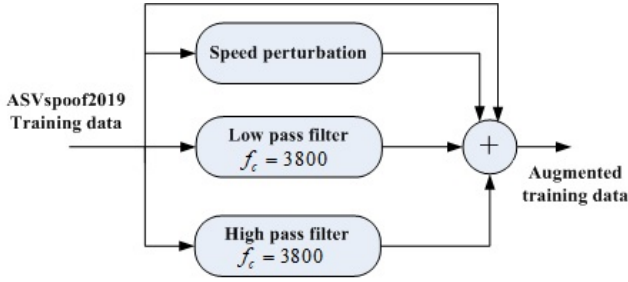 Speed perturbation
ASVspoof2019
Training data
Low pass filter
f_c = 3800
+
Augmented
training data
High pass filter
f_c = 3800